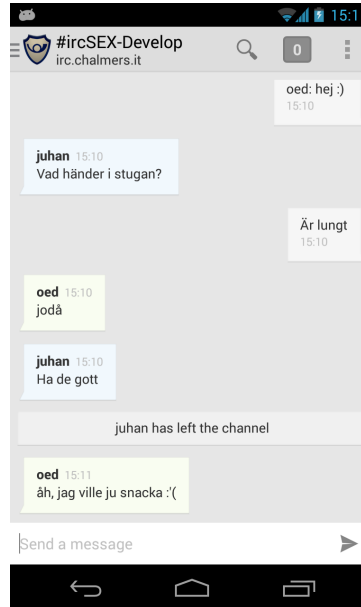 15:1
#ircSEX-Develop
irc.chalmers.it
0
oed: hej :)
15:10
juhan 15:10
Vad händer i stugan?
Är lungt
15:10
oed 15:10
jodå
juhan 15:10
Ha de gott
juhan has left the channel
oed 15:11
åh, jag ville ju snacka :'(
Send a message